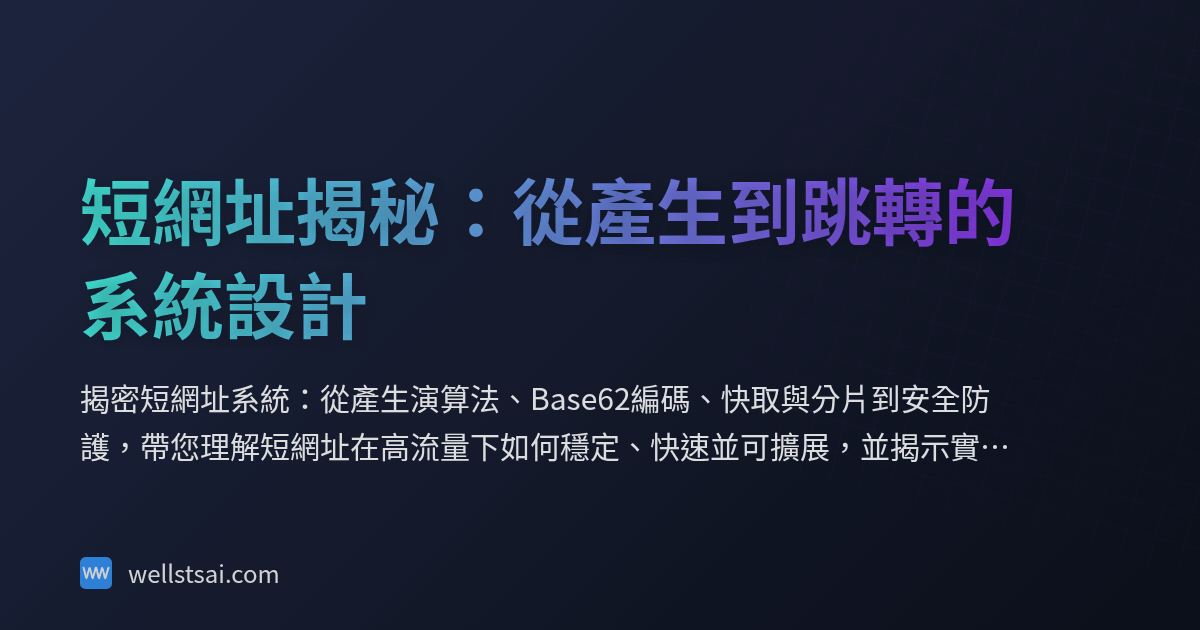 短網址揭秘：從產生到跳轉的
系統設計
揭密短網址系統：從產生演算法、Base62編碼、快取與分片到安全防
護，帶您理解短網址在高流量下如何穩定、快速並可擴展，並揭示實⋯
wellstsai.com